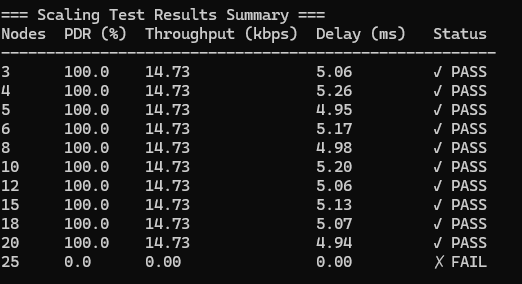 === Scaling Test Results Summary ===
Nodes  PDR (%)  Throughput (kbps)  Delay (ms)   Status
-------------------------------------------------------
3      100.0    14.73              5.06         ✓ PASS
4      100.0    14.73              5.26         ✓ PASS
5      100.0    14.73              4.95         ✓ PASS
6      100.0    14.73              5.17         ✓ PASS
8      100.0    14.73              4.98         ✓ PASS
10     100.0    14.73              5.20         ✓ PASS
12     100.0    14.73              5.06         ✓ PASS
15     100.0    14.73              5.13         ✓ PASS
18     100.0    14.73              5.07         ✓ PASS
20     100.0    14.73              4.94         ✓ PASS
25     0.0      0.00               0.00         ✗ FAIL